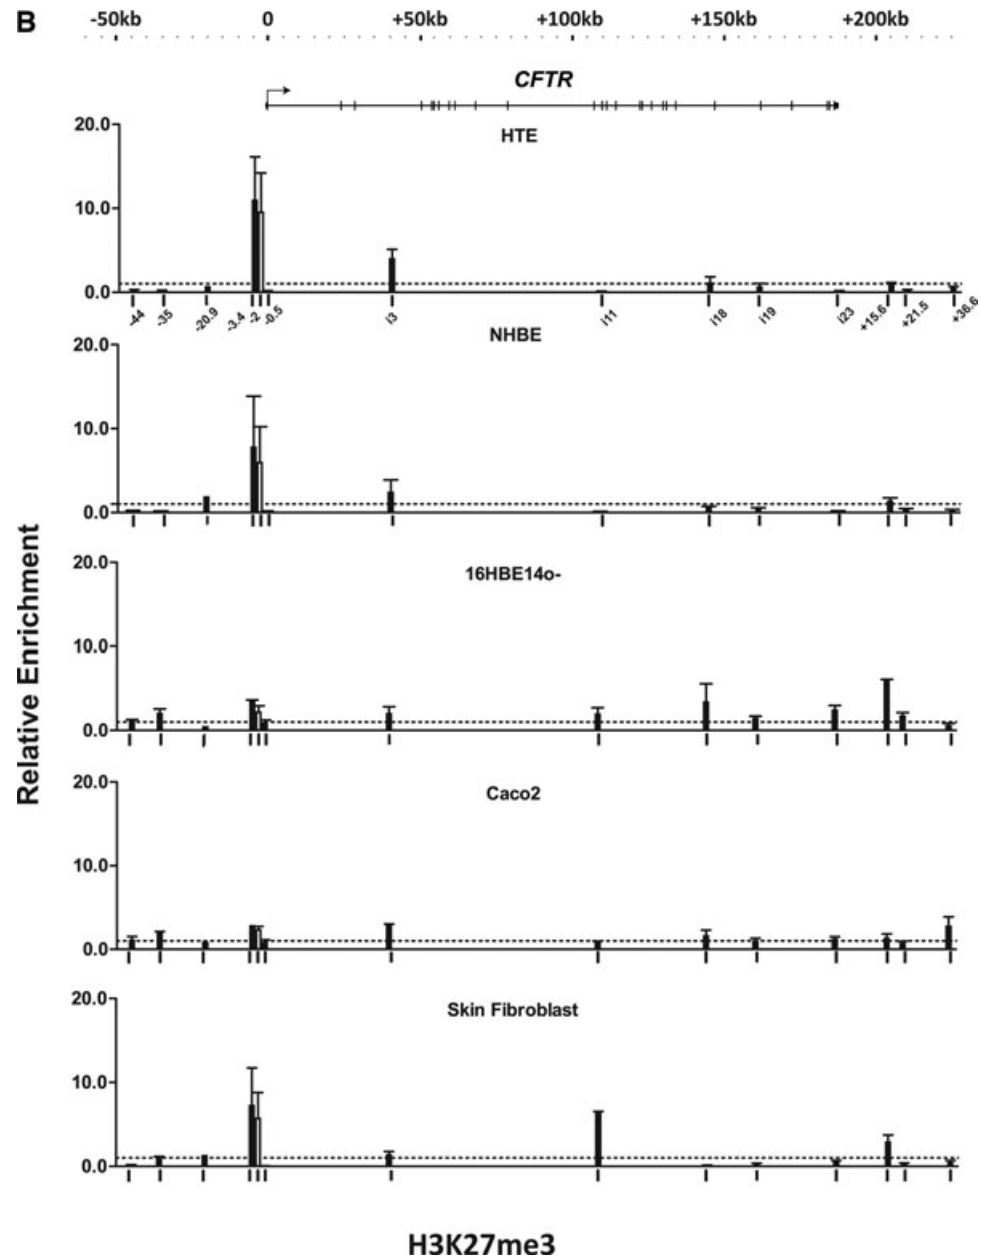 B
-50kb 0 +50kb +100kb +150kb +200kb
CFTR
HTE
20.0
10.0
0.0
-44 -35 -20.9 -3.4 -2 -0.5 i3 i11 i18 i19 i23 +15.6 +21.5 +36.6
NHBE
20.0
10.0
0.0
16HBE14o-
20.0
10.0
0.0
Caco2
20.0
10.0
0.0
Skin Fibroblast
20.0
10.0
0.0
Relative Enrichment
H3K27me3